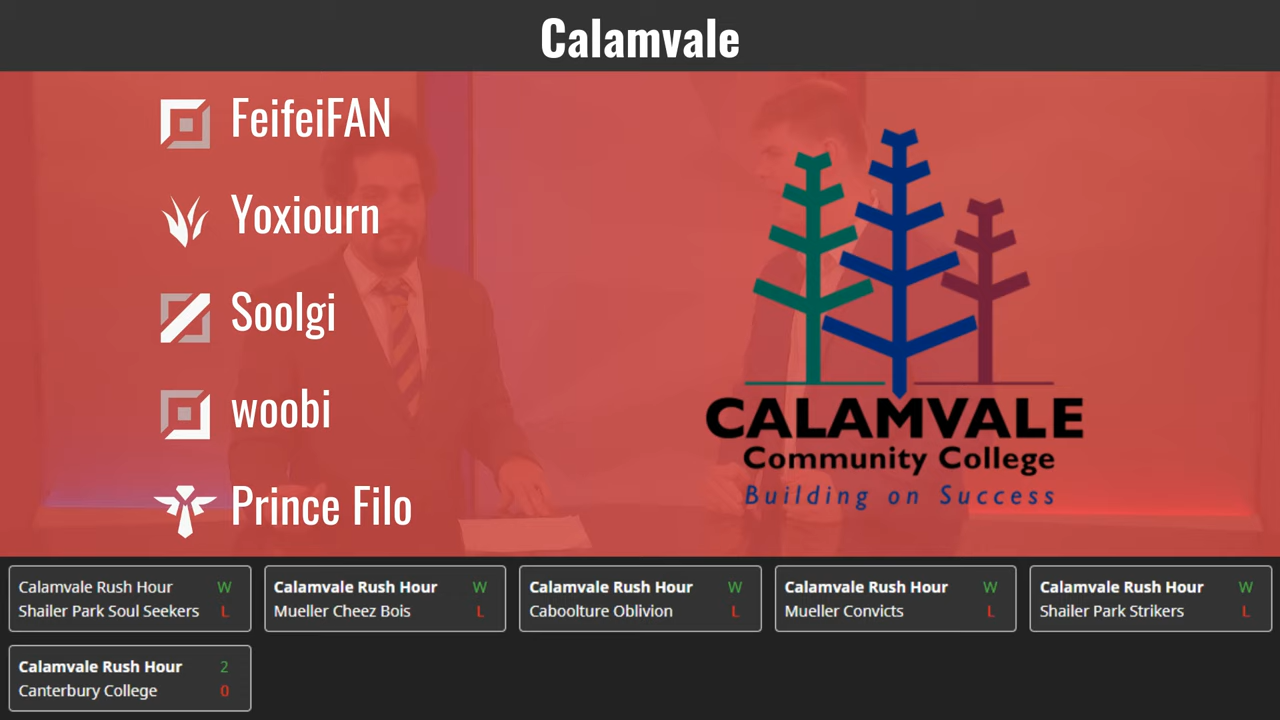 Calamvale
FeifeiFAN
Yoxiourn
Soolgi
woobi
Prince Filo
CALAMVALE
Community College
Building on Success
Calamvale Rush Hour W
Shailer Park Soul Seekers L
Calamvale Rush Hour W
Mueller Cheez Bois L
Calamvale Rush Hour W
Caboolture Oblivion L
Calamvale Rush Hour W
Mueller Convicts L
Calamvale Rush Hour W
Shailer Park Strikers L
Calamvale Rush Hour 2
Canterbury College 0